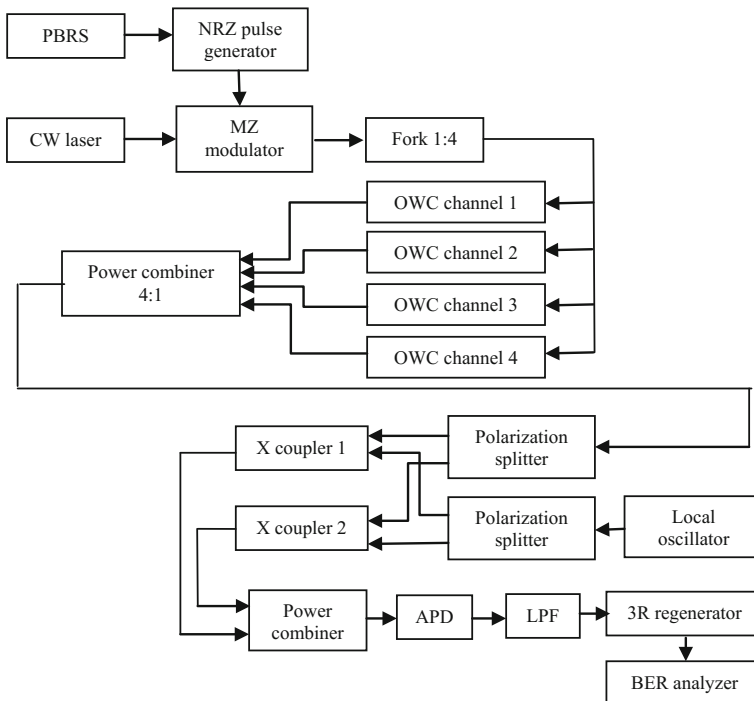 PBRS
NRZ pulse
generator
CW laser
MZ
modulator
Fork 1:4
OWC channel 1
OWC channel 2
OWC channel 3
OWC channel 4
Power combiner
4:1
X coupler 1
Polarization
splitter
X coupler 2
Polarization
splitter
Local
oscillator
Power
combiner
APD
LPF
3R regenerator
BER analyzer